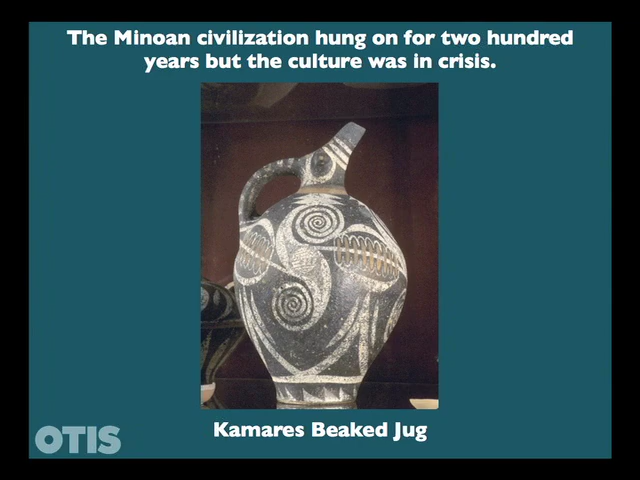 The Minoan civilization hung on for two hundred
years but the culture was in crisis.
Kamares Beaked Jug
OTIS